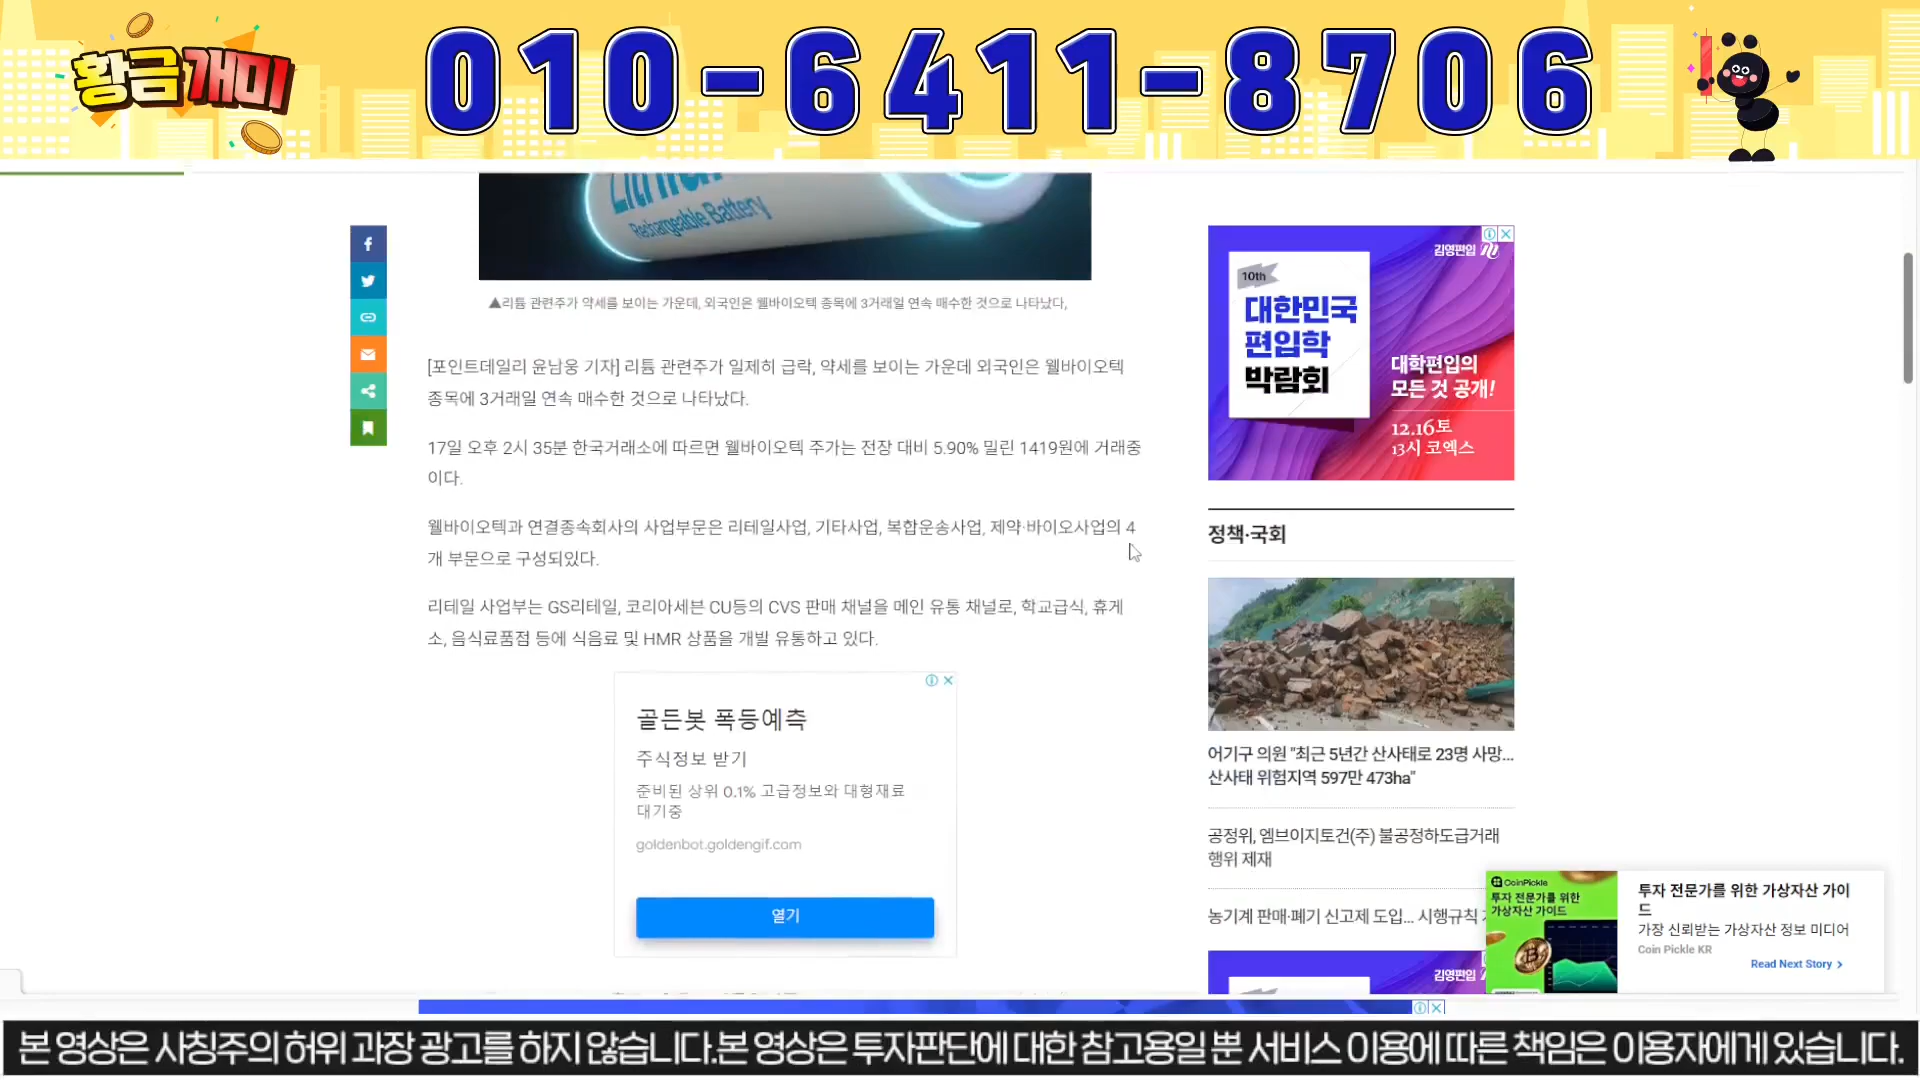 황금개미
010-6411-8706
Rechargeable Battery
▲리튬 관련주가 약세를 보이는 가운데, 외국인은 웰바이오텍 종목에 3거래일 연속 매수한 것으로 나타났다,
[포인트데일리 윤남웅 기자] 리튬 관련주가 일제히 급락, 약세를 보이는 가운데 외국인은 웰바이오텍
종목에 3거래일 연속 매수한 것으로 나타났다.
17일 오후 2시 35분 한국거래소에 따르면 웰바이오텍 주가는 전장 대비 5.90% 밀린 1419원에 거래중
이다.
웰바이오텍과 연결종속회사의 사업부문은 리테일사업, 기타사업, 복합운송사업, 제약·바이오사업의 4
개 부문으로 구성되있다.
리테일 사업부는 GS리테일, 코리아세븐 CU등의 CVS 판매 채널을 메인 유통 채널로, 학교급식, 휴게
소, 음식료품점 등에 식음료 및 HMR 상품을 개발 유통하고 있다.
골든봇 폭등예측
주식정보 받기
준비된 상위 0.1% 고급정보와 대형재료
대기중
goldenbot.goldengif.com
열기
김영편입
10th
대한민국
편입학
박람회
대학편입의
모든 것 공개!
12.16토
13시 코엑스
정책·국회
어기구 의원 "최근 5년간 산사태로 23명 사망...
산사태 위험지역 597만 473ha"
공정위, 엠브이지토건(주) 불공정하도급거래
행위 제재
농기계 판매·폐기 신고제 도입... 시행규칙
김영편입
CoinPickle
투자 전문가를 위한
가상자산 가이드
투자 전문가를 위한 가상자산 가이
드
가장 신뢰받는 가상자산 정보 미디어
Coin Pickle KR
Read Next Story
본 영상은 사칭주의 허위 과장 광고를 하지 않습니다.본 영상은 투자판단에 대한 참고용일 뿐 서비스 이용에 따른 책임은 이용자에게 있습니다.